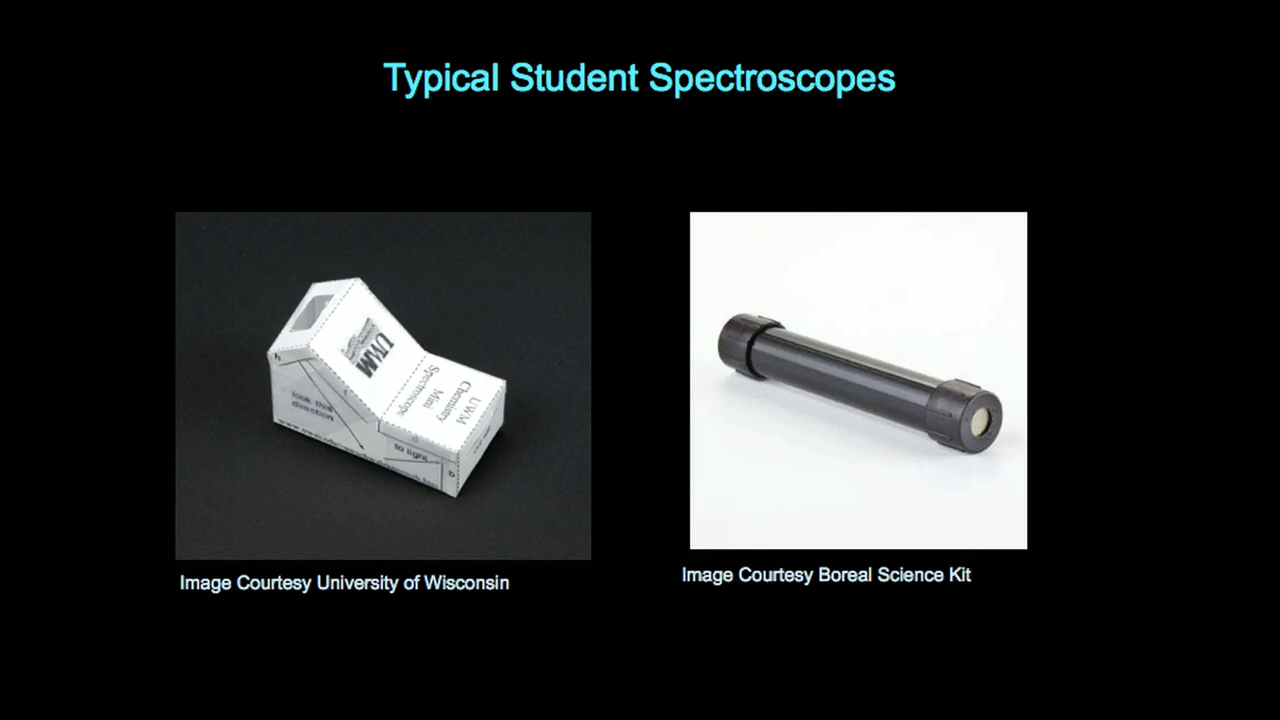 Typical Student Spectroscopes
UWM
UWM
Chemistry
Mini
Spectroscope
look this
direction
to light
Image Courtesy University of Wisconsin
Image Courtesy Boreal Science Kit